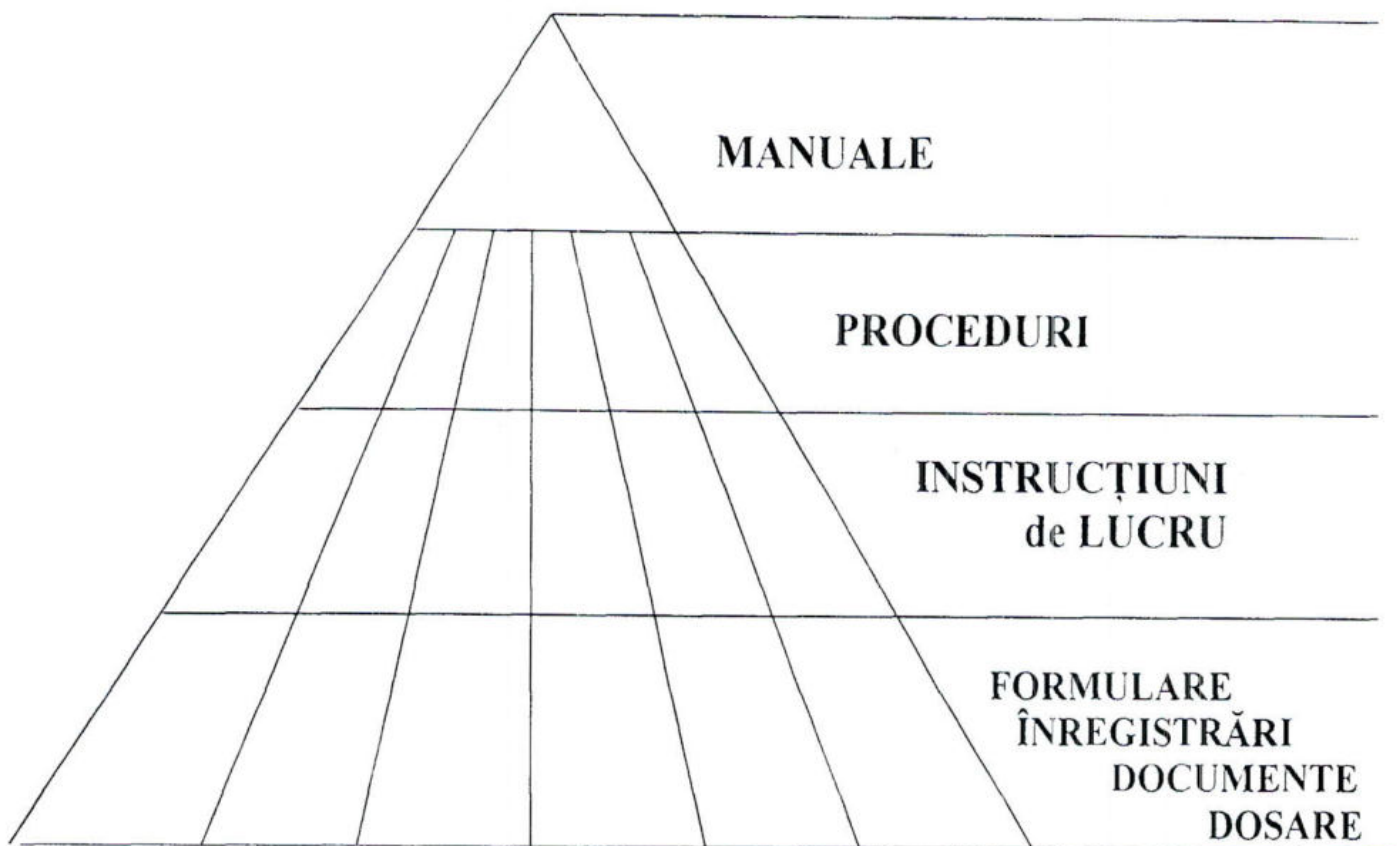 MANUALE
PROCEDURI
INSTRUCȚIUNI
de LUCRU
FORMULARE
ÎNREGISTRĂRI
DOCUMENTE
DOSARE